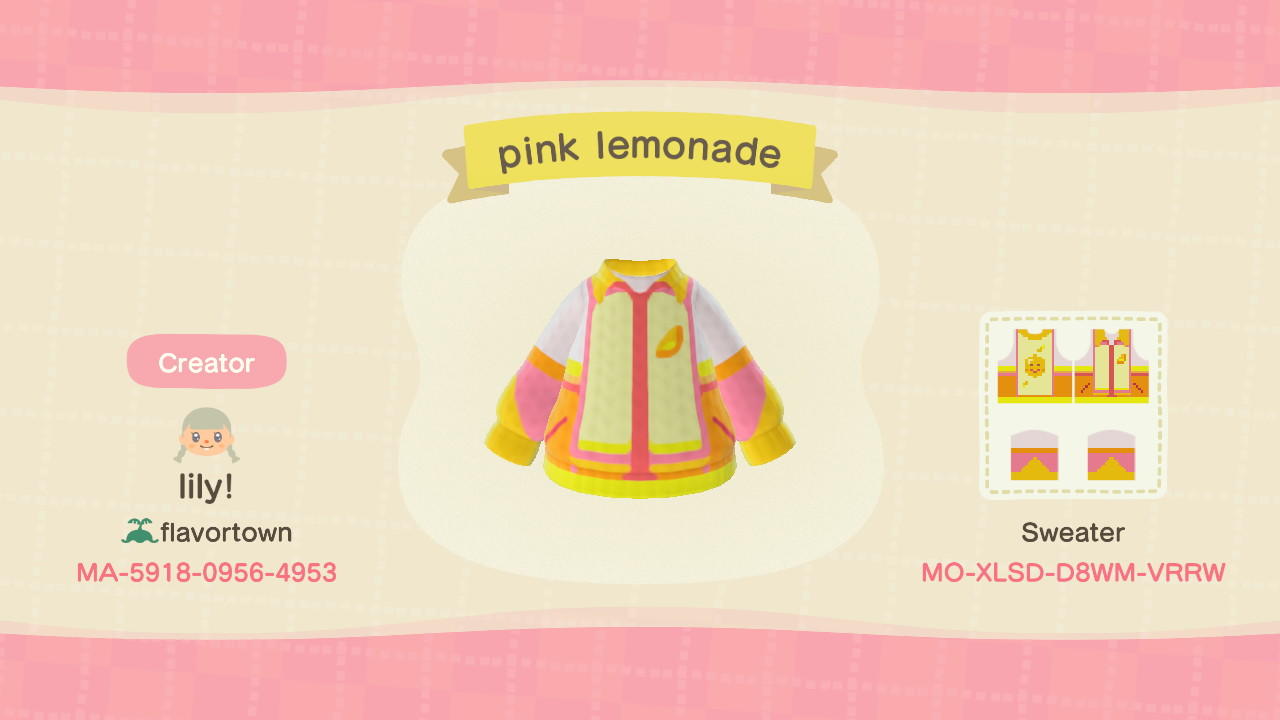 pink lemonade
Creator
lily!
flavortown
MA-5918-0956-4953
Sweater
MO-XLSD-D8WM-VRRW